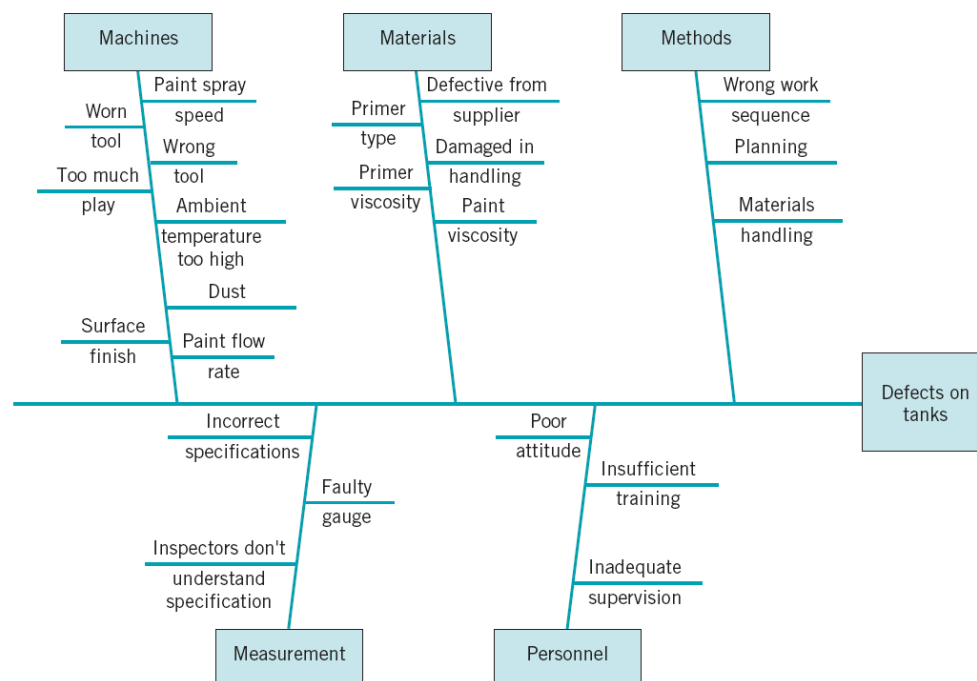 Machines
Paint spray
speed
Worn
tool
Wrong
tool
Too much
play
Ambient
temperature
too high
Dust
Surface
finish
Paint flow
rate
Materials
Defective from
supplier
Primer
type
Damaged in
handling
Primer
viscosity
Paint
viscosity
Methods
Wrong work
sequence
Planning
Materials
handling
Defects on
tanks
Incorrect
specifications
Faulty
gauge
Inspectors don't
understand
specification
Measurement
Poor
attitude
Insufficient
training
Inadequate
supervision
Personnel